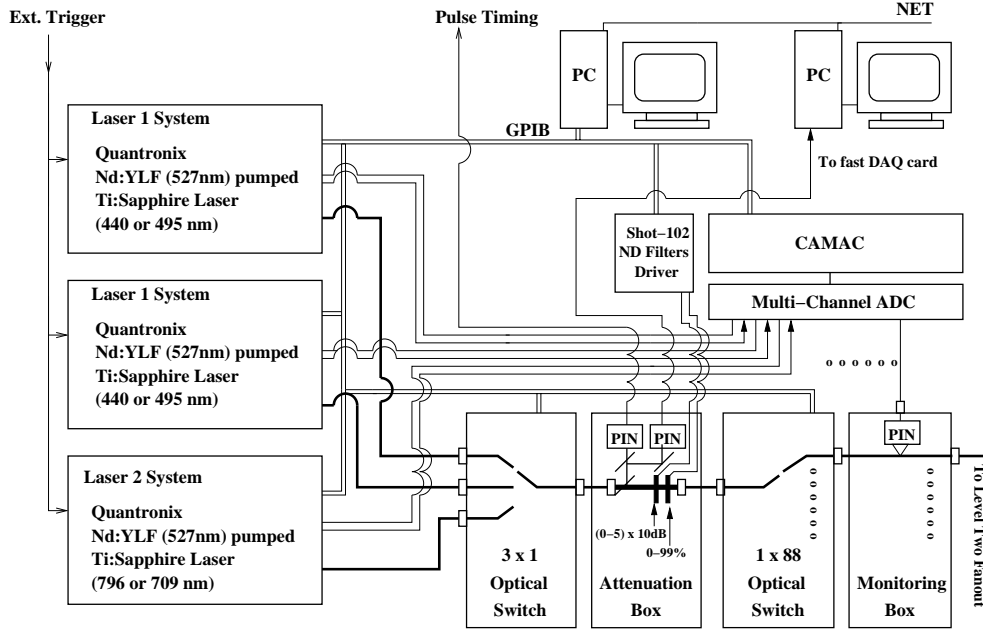 Ext. Trigger
Pulse Timing
NET
PC
PC
Laser 1 System
Quantronix
Nd:YLF (527nm) pumped
Ti:Sapphire Laser
(440 or 495 nm)
GPIB
To fast DAQ card
Shot-102
ND Filters
Driver
CAMAC
Multi-Channel ADC
Laser 1 System
Quantronix
Nd:YLF (527nm) pumped
Ti:Sapphire Laser
(440 or 495 nm)
o o o o o o
PIN
PIN
PIN
Laser 2 System
Quantronix
Nd:YLF (527nm) pumped
Ti:Sapphire Laser
(796 or 709 nm)
(0-5) x 10dB
0-99%
3 x 1
Optical
Switch
Attenuation
Box
o o o o o o o
1 x 88
Optical
Switch
o o o o o o o
Monitoring
Box
To Level Two Fanout